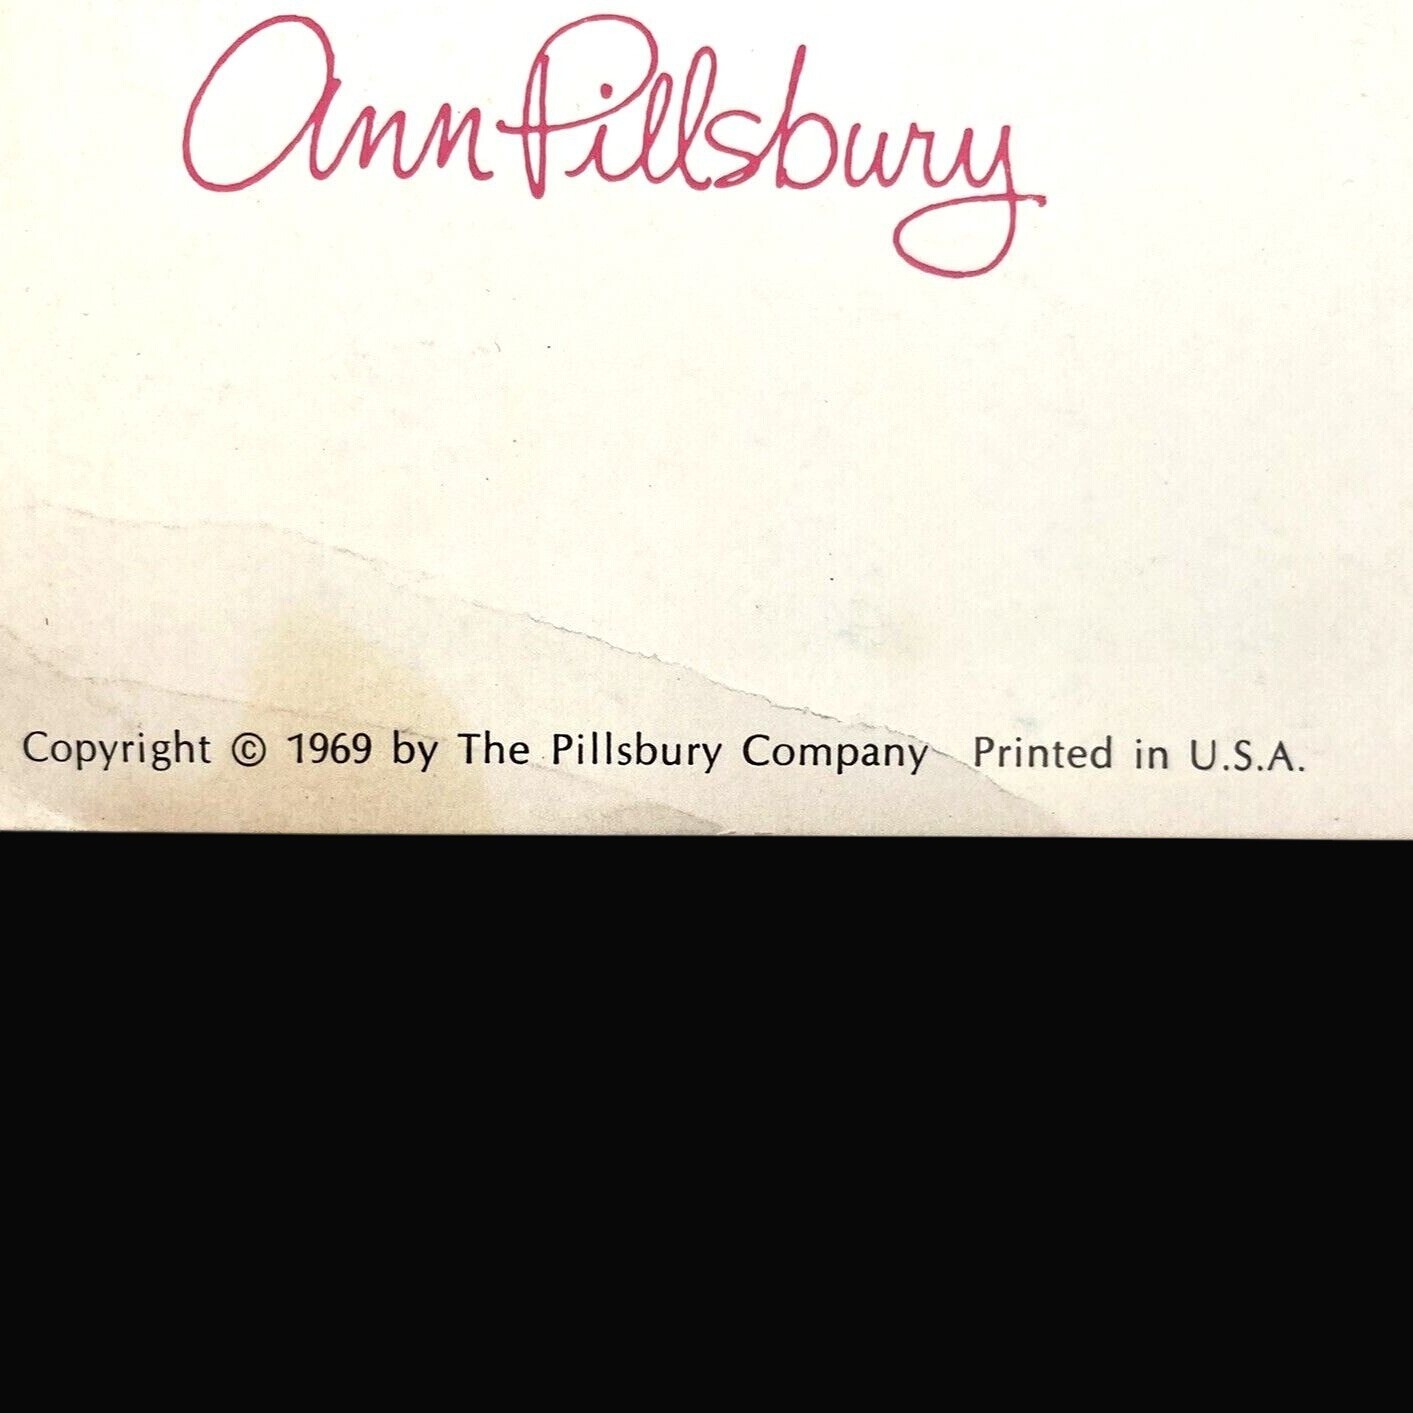 Ann Pillsbury
Copyright © 1969 by The Pillsbury Company Printed in U.S.A.